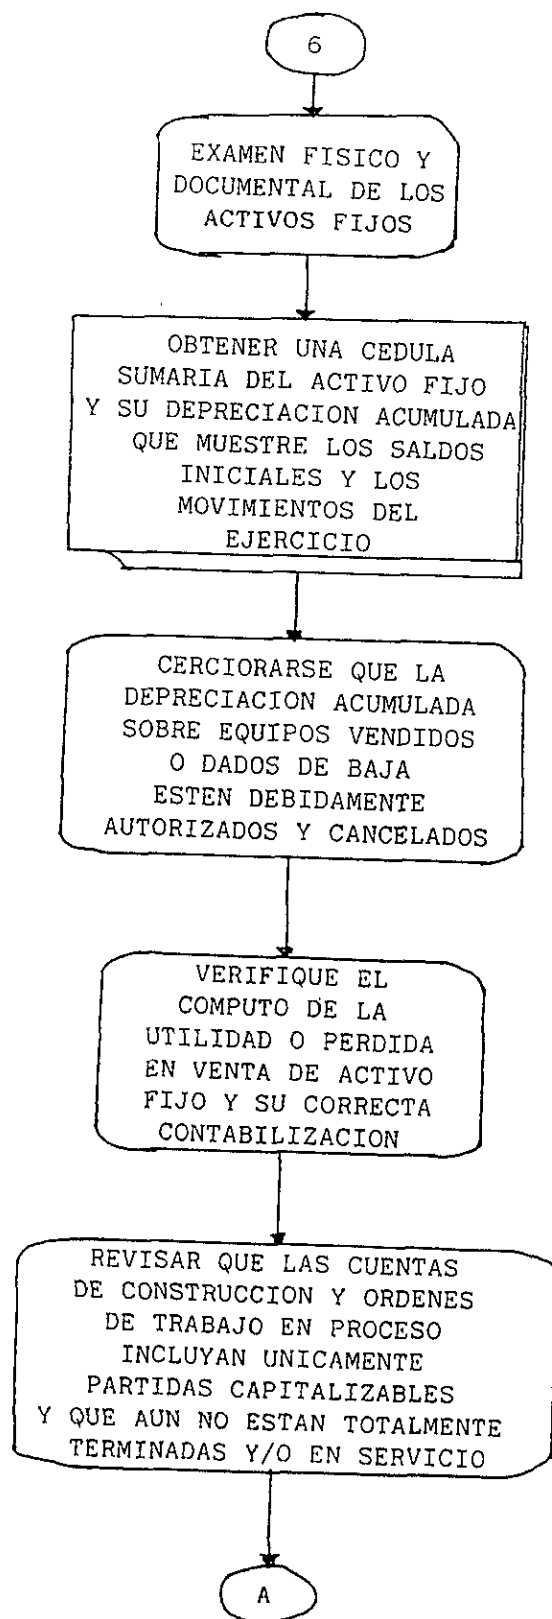 6
EXAMEN FISICO Y
DOCUMENTAL DE LOS
ACTIVOS FIJOS
OBTENER UNA CEDULA
SUMARIA DEL ACTIVO FIJO
Y SU DEPRECIACION ACUMULADA
QUE MUESTRE LOS SALDOS
INICIALES Y LOS
MOVIMIENTOS DEL
EJERCICIO
CERCIORARSE QUE LA
DEPRECIACION ACUMULADA
SOBRE EQUIPOS VENDIDOS
O DADOS DE BAJA
ESTEN DEBIDAMENTE
AUTORIZADOS Y CANCELADOS
VERIFIQUE EL
COMPUTO DE LA
UTILIDAD O PERDIDA
EN VENTA DE ACTIVO
FIJO Y SU CORRECTA
CONTABILIZACION
REVISAR QUE LAS CUENTAS
DE CONSTRUCCION Y ORDENES
DE TRABAJO EN PROCESO
INCLUYAN UNICAMENTE
PARTIDAS CAPITALIZABLES
Y QUE AUN NO ESTAN TOTALMENTE
TERMINADAS Y/O EN SERVICIO
A